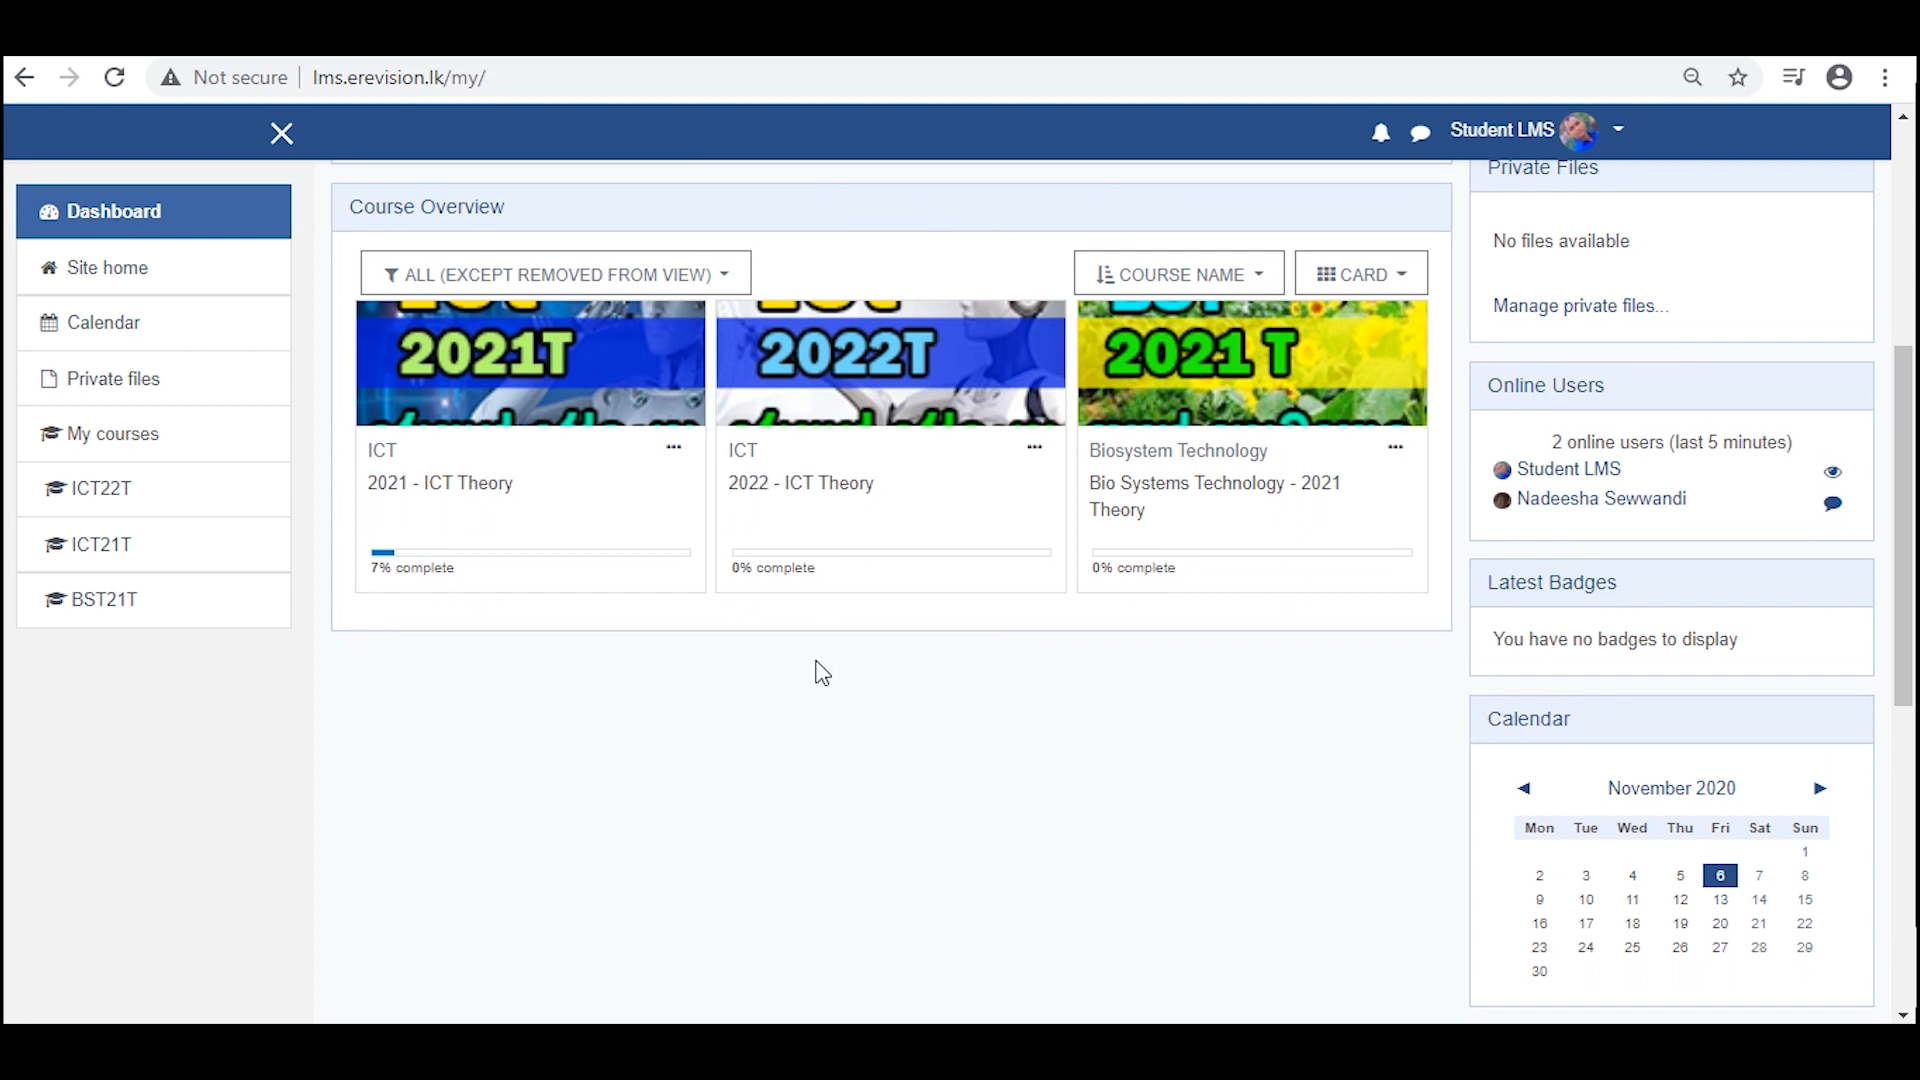 Not secure
lms.erevision.lk/my/
Student LMS
Dashboard
Site home
Calendar
Private files
My courses
ICT22T
ICT21T
BST21T
Course Overview
ALL (EXCEPT REMOVED FROM VIEW)
COURSE NAME
CARD
2021T
2022T
2021 T
ICT
2021 - ICT Theory
7% complete
ICT
2022 - ICT Theory
0% complete
Biosystem Technology
Bio Systems Technology - 2021
Theory
0% complete
Private Files
No files available
Manage private files...
Online Users
2 online users (last 5 minutes)
Student LMS
Nadeesha Sewwandi
Latest Badges
You have no badges to display
Calendar
November 2020
Mon Tue Wed Thu Fri Sat Sun
1
2 3 4 5 6 7 8
9 10 11 12 13 14 15
16 17 18 19 20 21 22
23 24 25 26 27 28 29
30